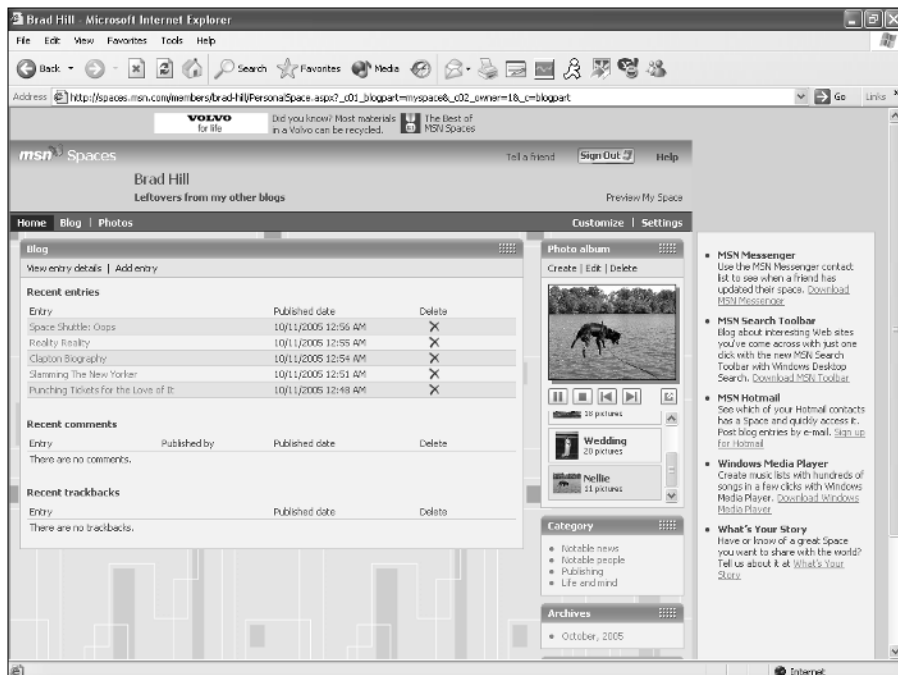 Brad Hill - Microsoft Internet Explorer
File Edit View Favorites Tools Help
Back Search Favorites Media
Address http://spaces.msn.com/members/brad-hill/PersonalSpace.aspx?_c01_blogpart=myspace&_c02_owner=1&_c=blogpart Go Links
VOLVO
for life
Did you know? Most materials
in a Volvo can be recycled.
The Best of
MSN Spaces
msn Spaces
Tell a friend Sign Out Help
Brad Hill
Leftovers from my other blogs
Preview My Space
Home Blog | Photos Customize | Settings
Blog
View entry details | Add entry
Recent entries
Entry Published date Delete
Space Shuttle: Oops 10/11/2005 12:56 AM
Reality Reality 10/11/2005 12:55 AM
Clapton Biography 10/11/2005 12:54 AM
Slamming The New Yorker 10/11/2005 12:51 AM
Punching Tickets for the Love of It 10/11/2005 12:48 AM
Recent comments
Entry Published by Published date Delete
There are no comments.
Recent trackbacks
Entry Published date Delete
There are no trackbacks.
Photo album
Create | Edit | Delete
18 pictures
Wedding
20 pictures
Nellie
11 pictures
Category
Notable news
Notable people
Publishing
Life and mind
Archives
October, 2005
MSN Messenger
Use the MSN Messenger contact
list to see when a friend has
updated their space. Download
MSN Messenger
MSN Search Toolbar
Blog about interesting Web sites
you've come across with just one
click with the new MSN Search
Toolbar with Windows Desktop
Search. Download MSN Toolbar
MSN Hotmail
See which of your Hotmail contacts
has a Space and quickly access it.
Post blog entries by e-mail. Sign up
for Hotmail
Windows Media Player
Create music lists with hundreds of
songs in a few clicks with Windows
Media Player. Download Windows
Media Player
What's Your Story
Have or know of a great Space
you want to share with the world?
Tell us about it at What's Your
Story
Internet